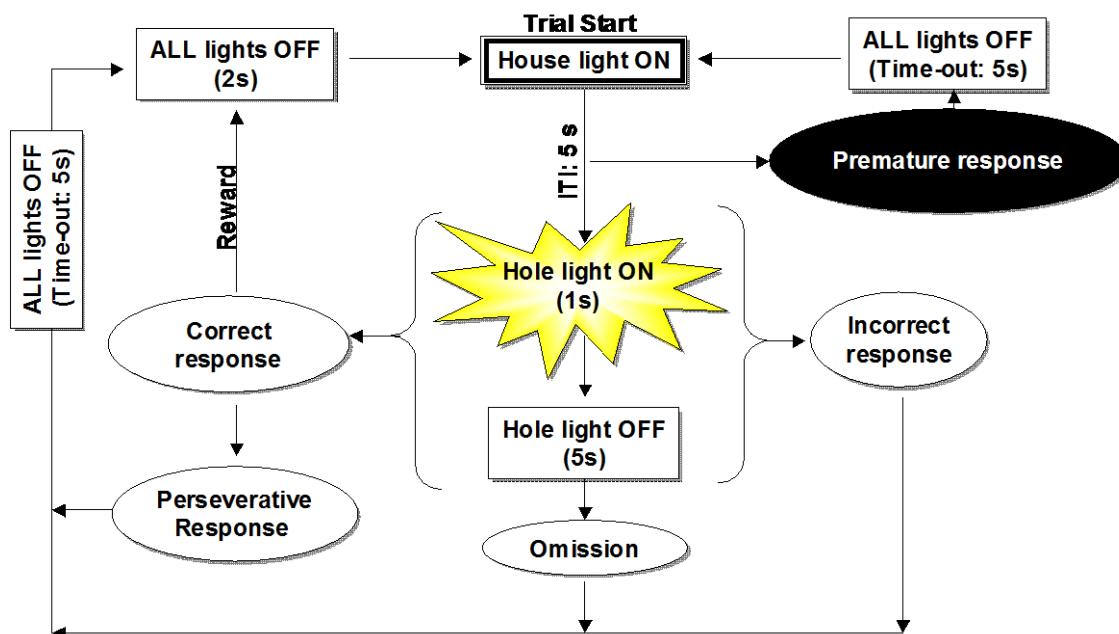 Trial Start
ALL lights OFF
(2s)
House light ON
ALL lights OFF
(Time-out: 5s)
ALL lights OFF
(Time-out: 5s)
Reward
ITI: 5 s
Premature response
Hole light ON
(1s)
Correct
response
Incorrect
response
Hole light OFF
(5s)
Perseverative
Response
Omission